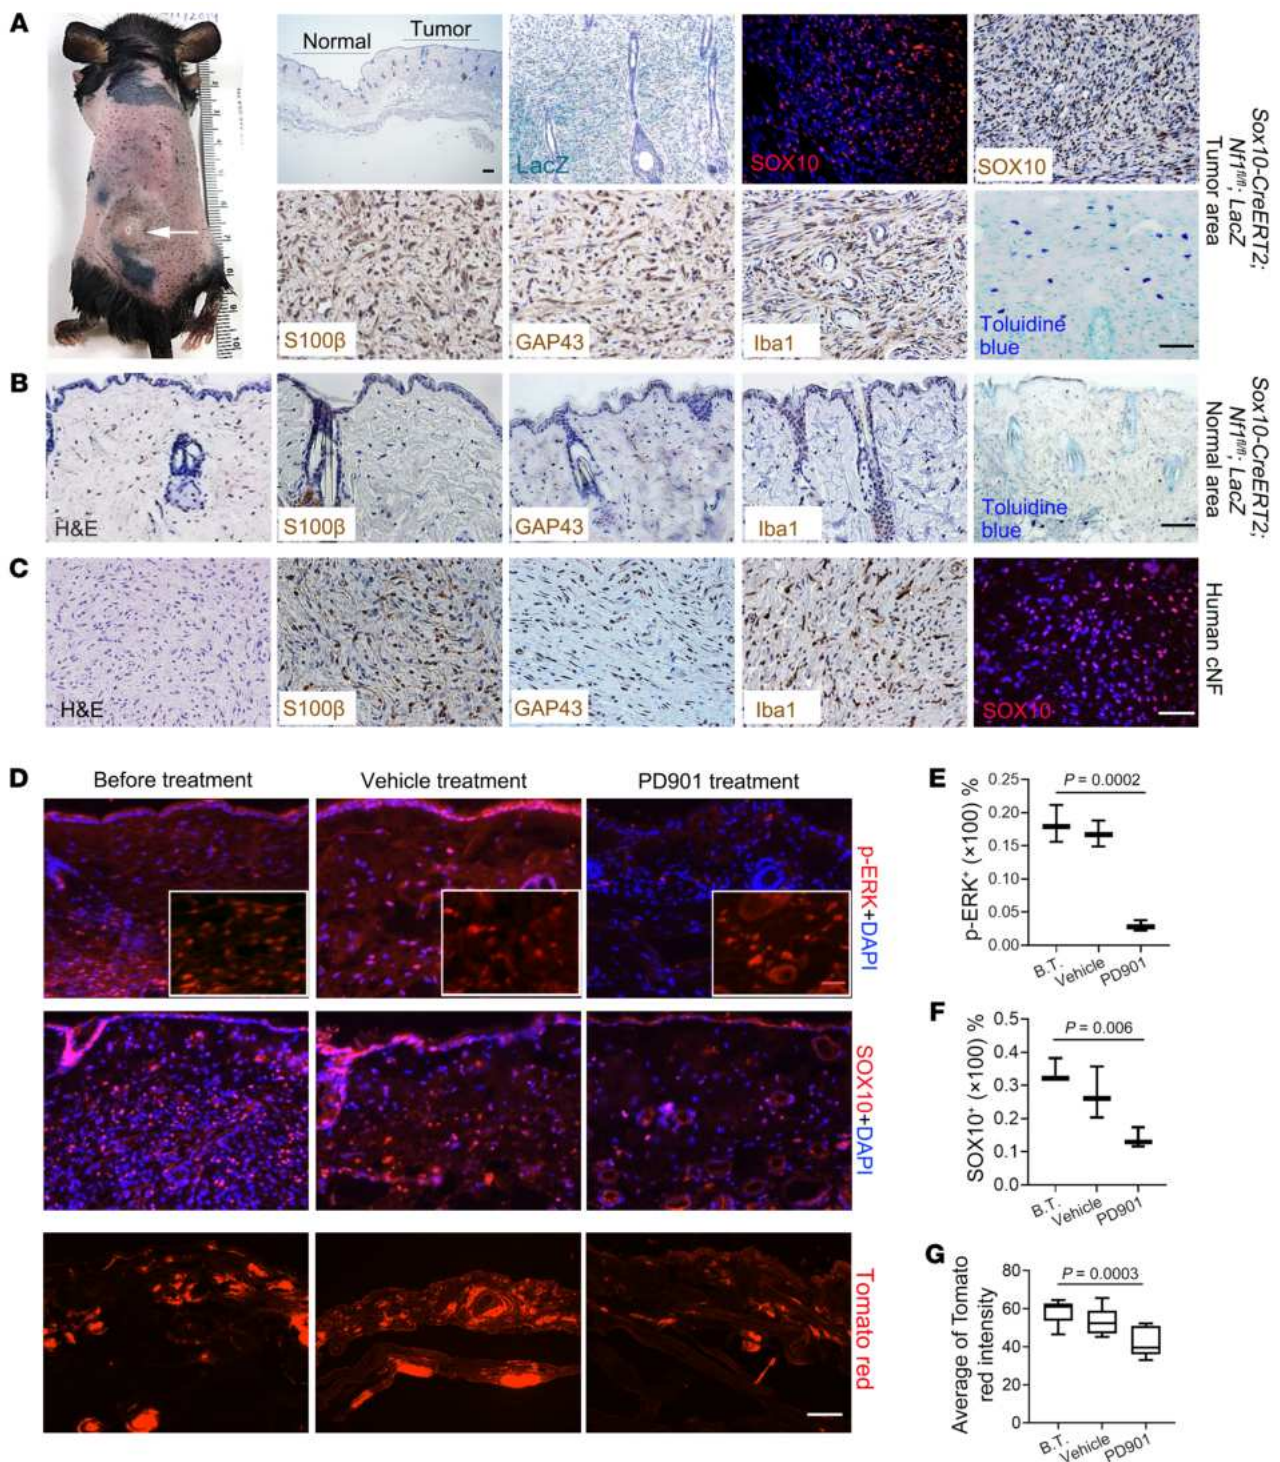 A
Normal
Tumor
LacZ
SOX10
SOX10
S100β
GAP43
Iba1
Toluidine
blue
Sox10-CreERT2;
Nf1fl/fl; LacZ
Tumor area
B
H&E
S100β
GAP43
Iba1
Toluidine
blue
Sox10-CreERT2;
Nf1fl/fl; LacZ
Normal area
C
H&E
S100β
GAP43
Iba1
SOX10
Human cNF
D
Before treatment
Vehicle treatment
PD901 treatment
p-ERK+DAPI
SOX10+DAPI
Tomato red
E
P = 0.0002
p-ERK⁺ (×100) %
0.25
0.20
0.15
0.10
0.05
0.00
B.T.
Vehicle
PD901
F
P = 0.006
SOX10⁺ (×100) %
0.5
0.4
0.3
0.2
0.1
0.0
B.T.
Vehicle
PD901
G
P = 0.0003
Average of Tomato
red intensity
80
60
40
20
0
B.T.
Vehicle
PD901